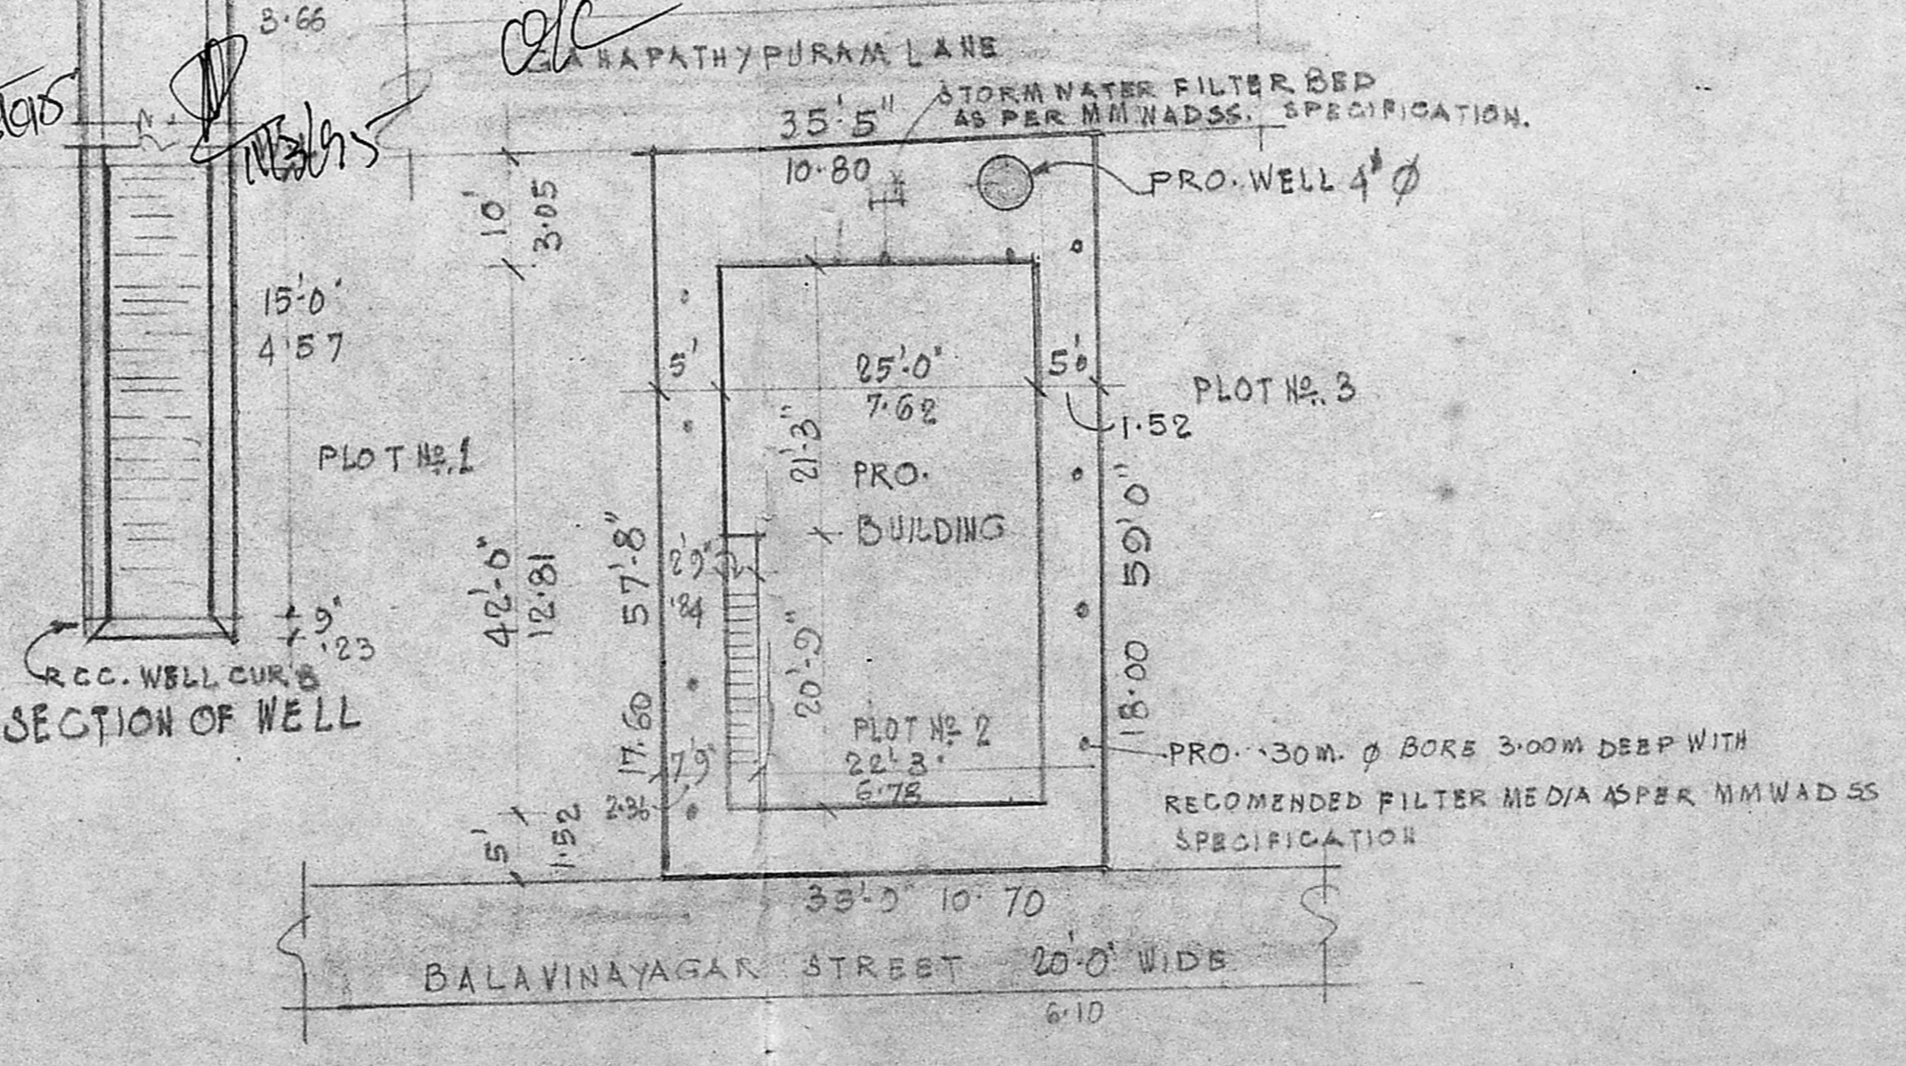 3·66
GANAPATHYPURAM LANE
STORM WATER FILTER BED
AS PER MMWADSS. SPECIFICATION.
35'-5"
10·80
PRO. WELL 4' Ø
10'
3·05
15'-0"
4·57
5'
25'-0"
7·62
5'0
1·52
PLOT No. 3
PLOT No. 1
21'-3"
PRO.
BUILDING
59'-0"
18·00
42'-0"
12·81
57'-8"
17·60
2'9"
·84
20'-9"
9"
·23
R.C.C. WELL CURB
SECTION OF WELL
PLOT No 2
22'-3"
6·78
7'9"
2·36
PRO. ·30m. Ø BORE 3·00m DEEP WITH
RECOMENDED FILTER MEDIA AS PER MMWADSS
SPECIFICATION
5'
1·52
10·70
BALAVINAYAGAR STREET 20'-0" WIDE
6·10